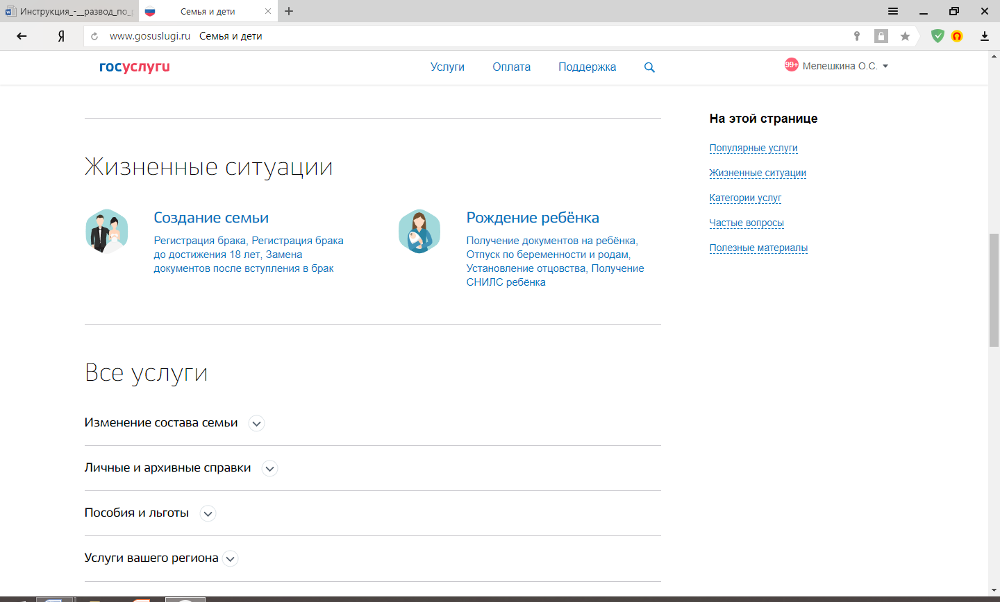 Инструкция_-__развод_по_
Семья и дети
Я
www.gosuslugi.ru Семья и дети
госуслуги
Услуги
Оплата
Поддержка
99+ Мелешкина О.С.
Жизненные ситуации
Создание семьи
Регистрация брака, Регистрация брака
до достижения 18 лет, Замена
документов после вступления в брак
Рождение ребёнка
Получение документов на ребёнка,
Отпуск по беременности и родам,
Установление отцовства, Получение
СНИЛС ребёнка
На этой странице
Популярные услуги
Жизненные ситуации
Категории услуг
Частые вопросы
Полезные материалы
Все услуги
Изменение состава семьи
Личные и архивные справки
Пособия и льготы
Услуги вашего региона